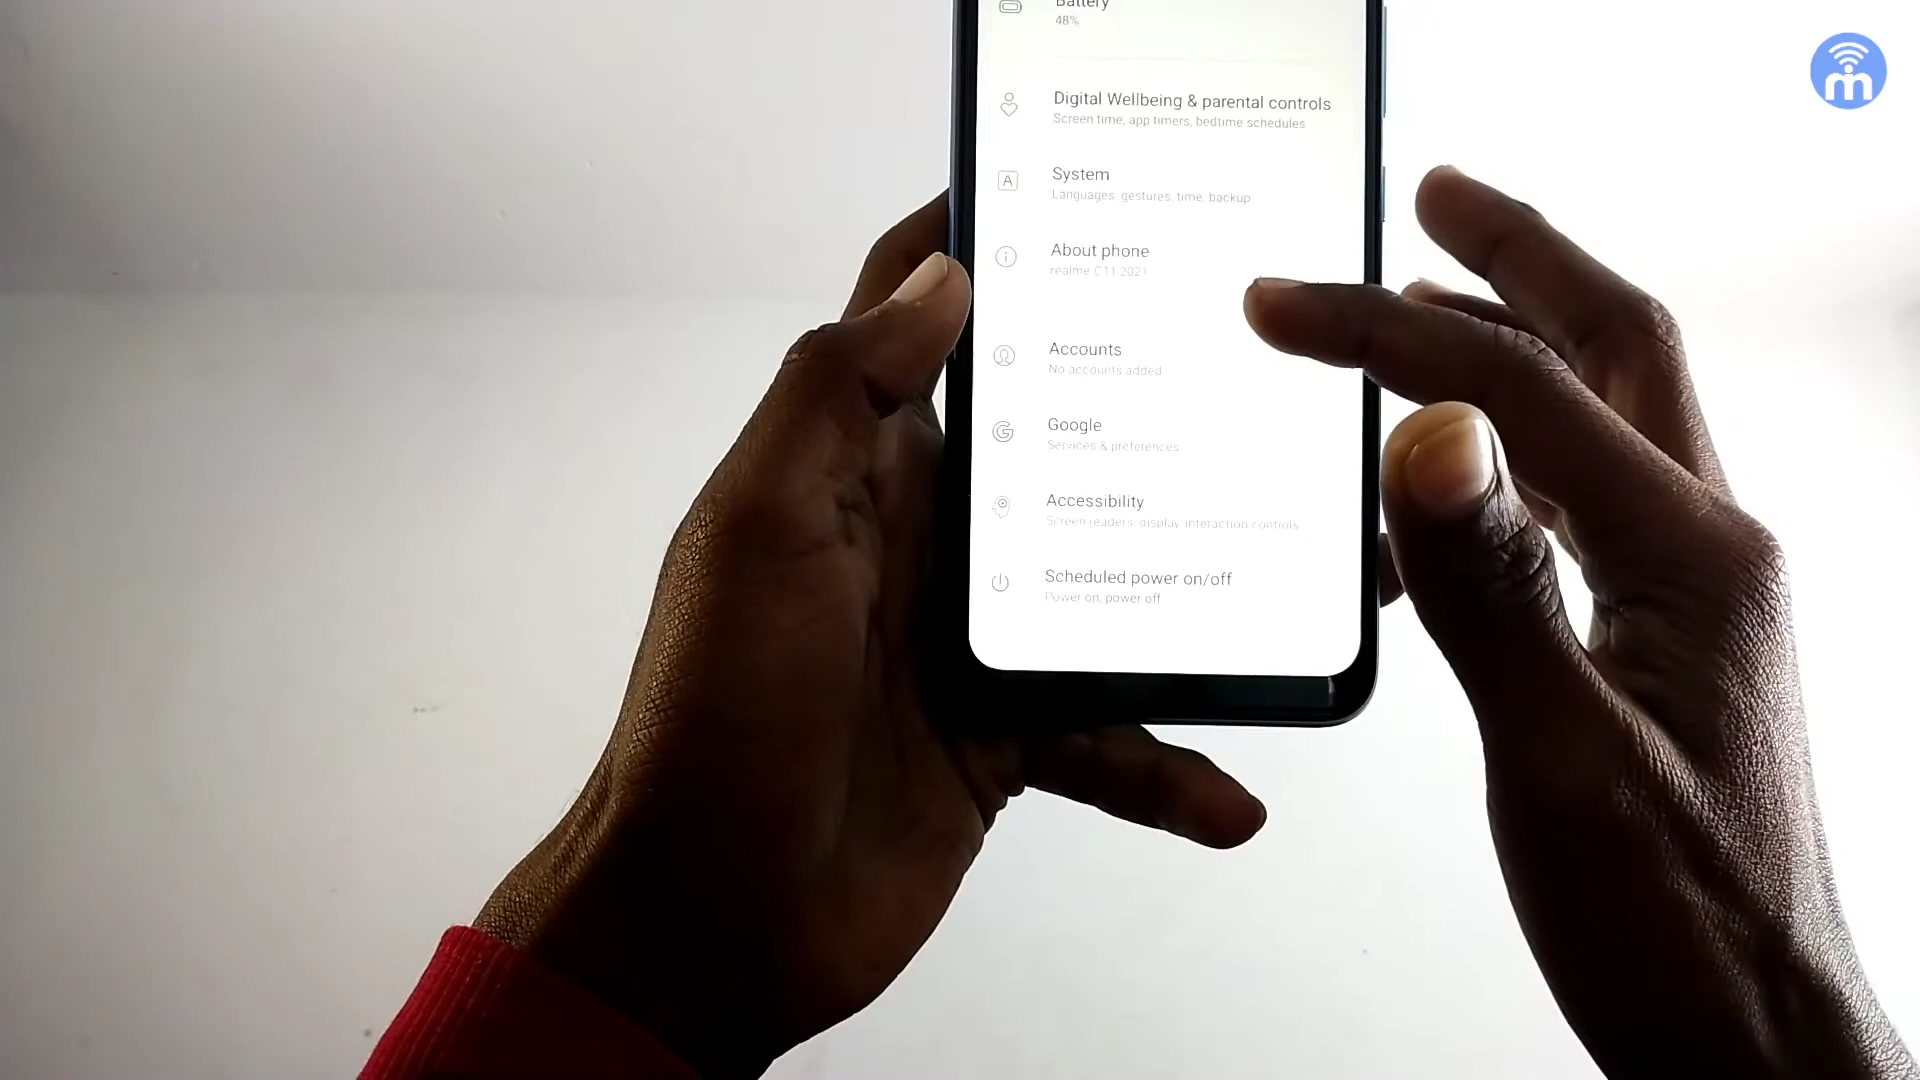 Battery
48%
Digital Wellbeing & parental controls
Screen time, app timers, bedtime schedules
System
Languages, gestures, time, backup
About phone
realme C11 2021
Accounts
No accounts added
Google
Services & preferences
Accessibility
Screen readers, display, interaction controls
Scheduled power on/off
Power on, power off
m